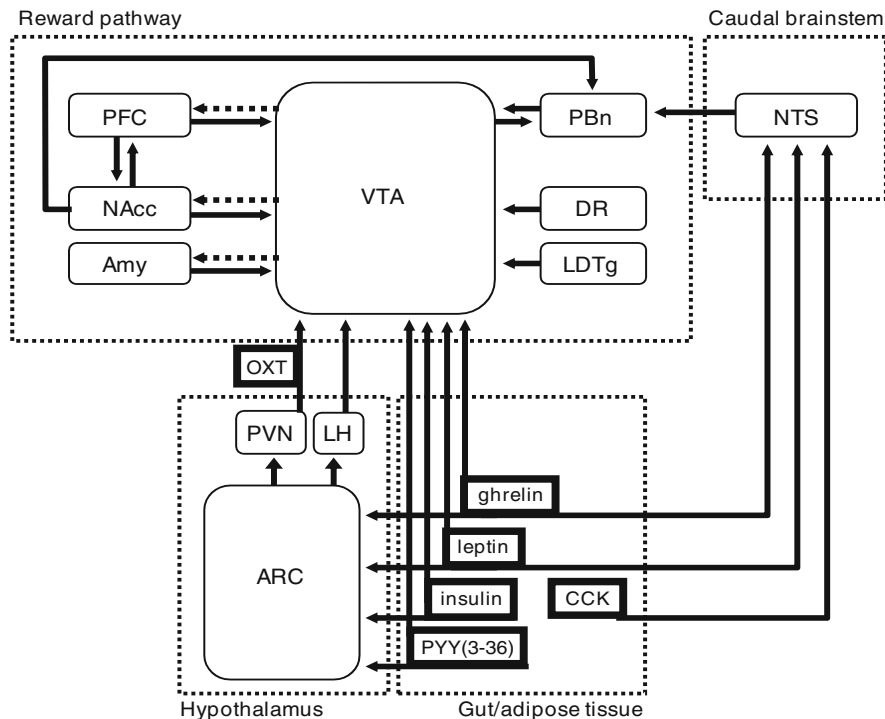 Reward pathway
Caudal brainstem
PFC
PBn
NTS
VTA
NAcc
DR
Amy
LDTg
OXT
PVN
LH
ghrelin
leptin
ARC
insulin
CCK
PYY(3-36)
Hypothalamus
Gut/adipose tissue